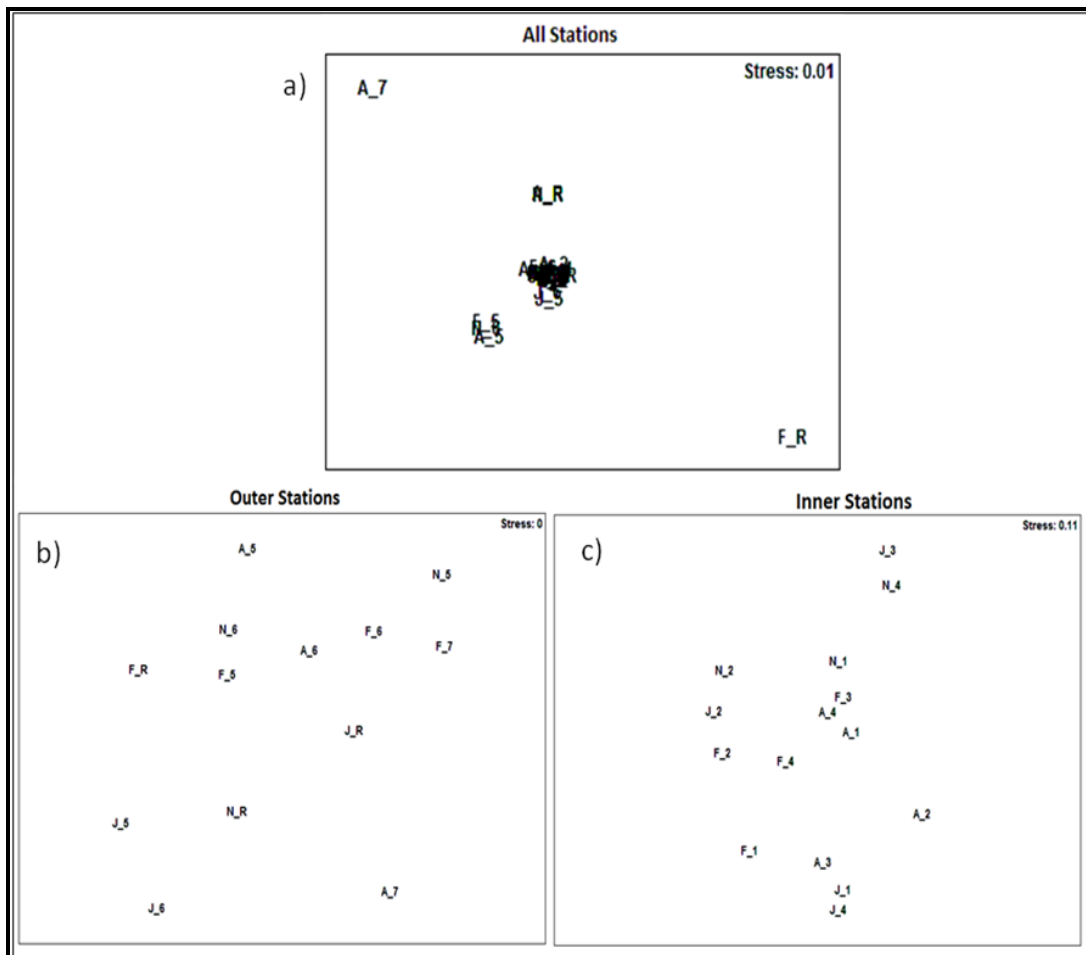 All Stations
a)
Stress: 0.01
A_7
A_R
J_5
A_5
F_R
Outer Stations
b)
Stress: 0
A_5
N_5
N_6
F_6
A_6
F_7
F_R
F_5
J_R
N_R
J_5
A_7
J_6
Inner Stations
c)
Stress: 0.11
J_3
N_4
N_1
N_2
F_3
J_2
A_4
A_1
F_2
F_4
A_2
F_1
A_3
J_1
J_4